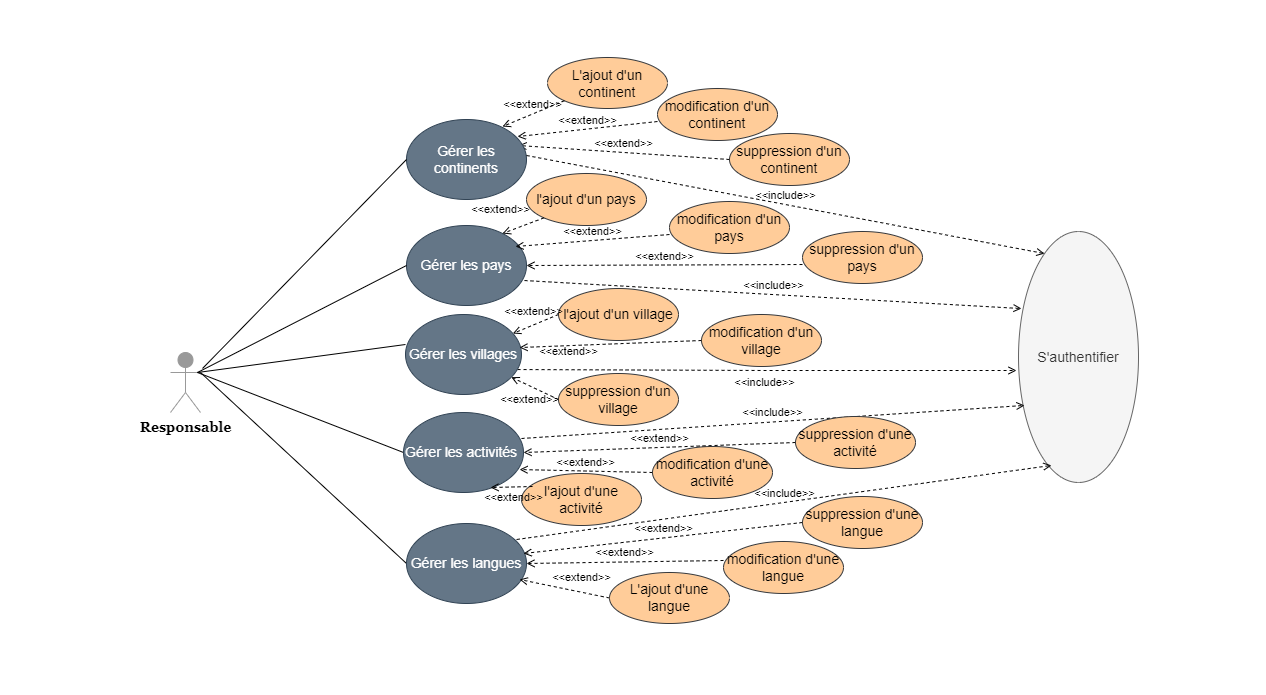 L'ajout d'un
continent
<<extend>>
modification d'un
continent
<<extend>>
suppression d'un
continent
<<extend>>
Gérer les
continents
<<include>>
l'ajout d'un pays
<<extend>>
modification d'un
pays
<<extend>>
suppression d'un
pays
<<extend>>
Gérer les pays
<<include>>
l'ajout d'un village
<<extend>>
modification d'un
village
<<extend>>
Gérer les villages
S'authentifier
<<include>>
suppression d'un
village
<<extend>>
Responsable
<<include>>
suppression d'une
activité
<<extend>>
Gérer les activités
modification d'une
activité
<<extend>>
l'ajout d'une
activité
<<extend>>
<<include>>
suppression d'une
langue
<<extend>>
modification d'une
langue
<<extend>>
Gérer les langues
L'ajout d'une
langue
<<extend>>